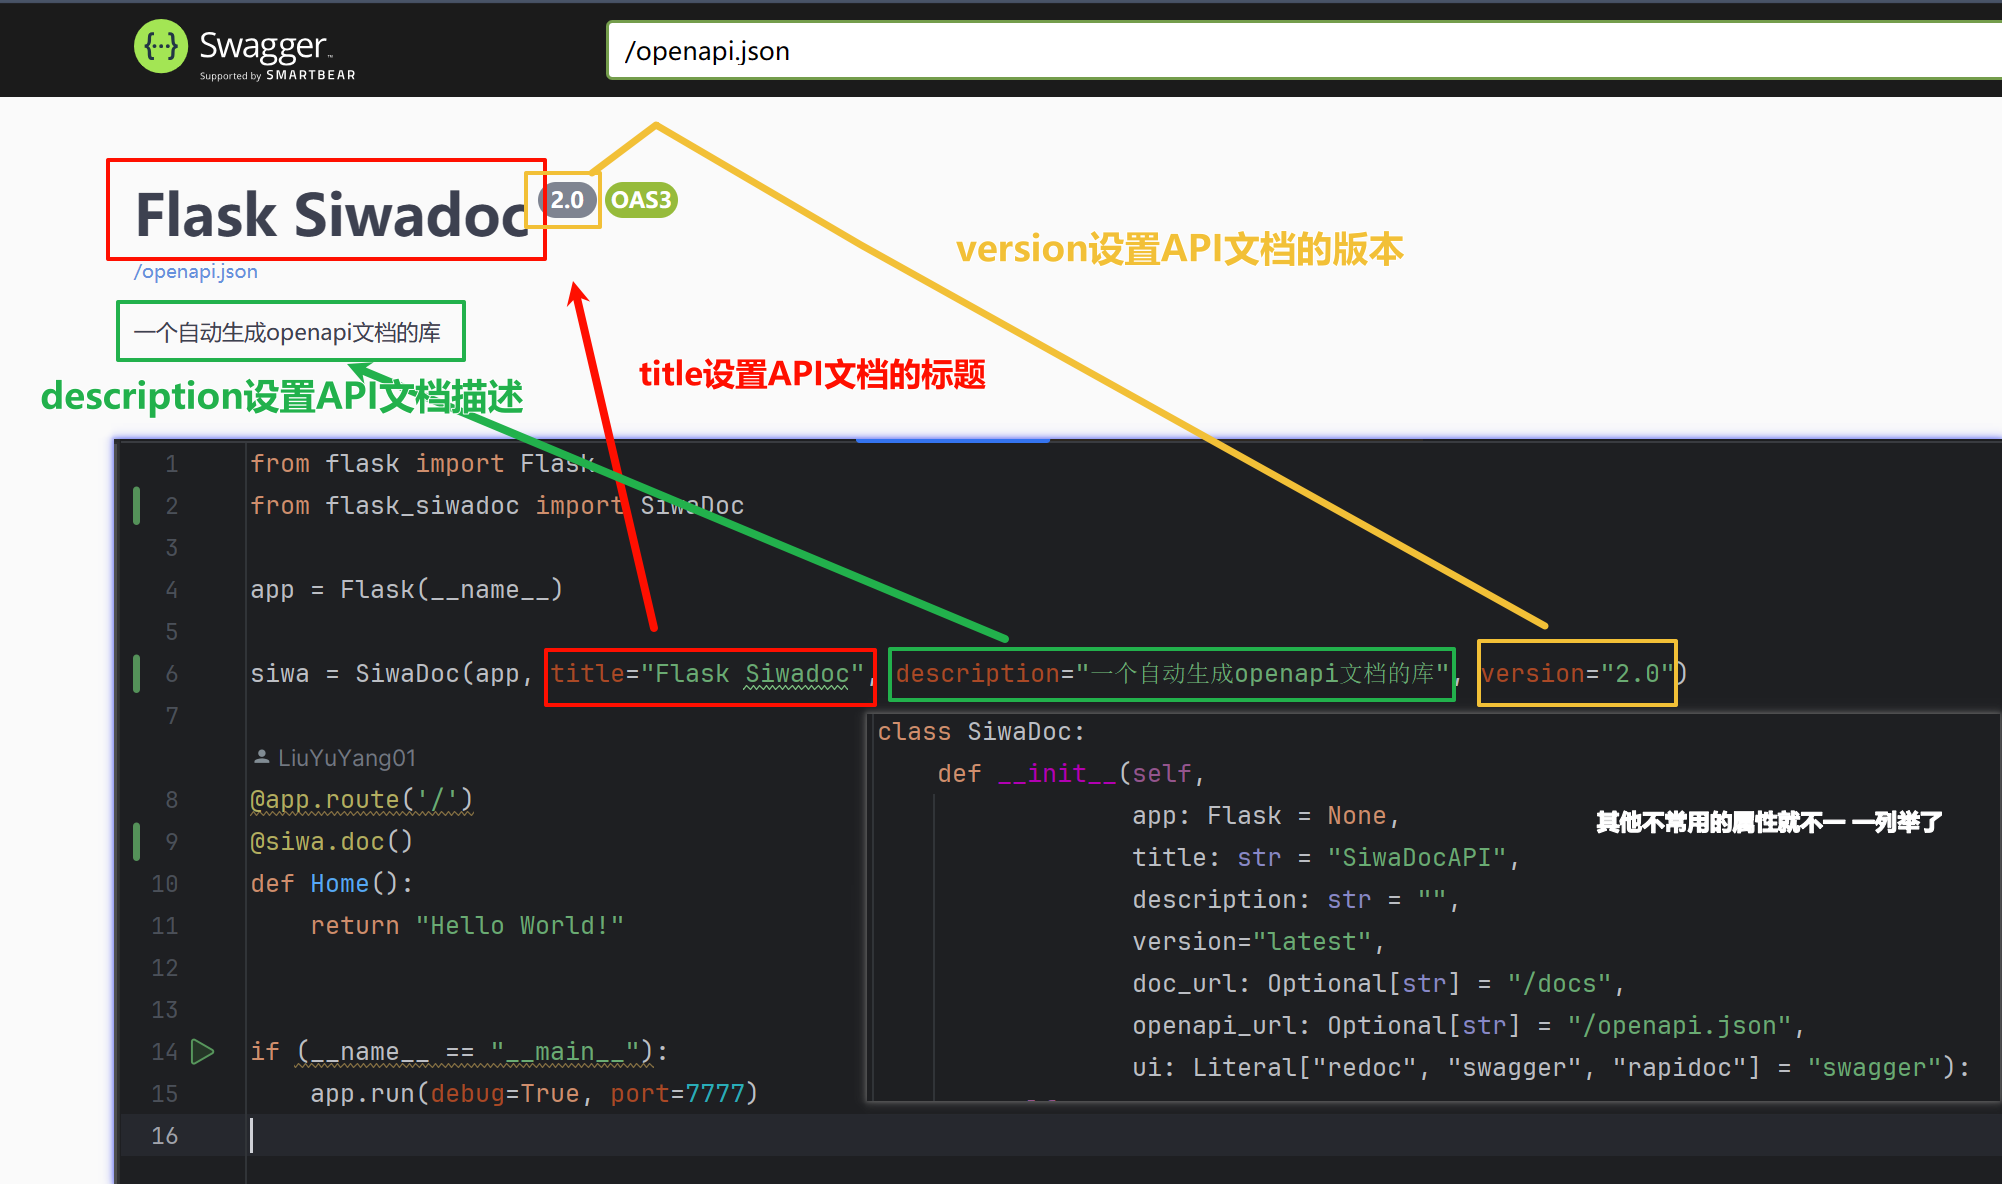 Swagger
Supported by SMARTBEAR
/openapi.json
Flask Siwadoc 2.0 OAS3
/openapi.json
version设置API文档的版本
一个自动生成openapi文档的库
title设置API文档的标题
description设置API文档描述
1 from flask import Flask
2 from flask_siwadoc import SiwaDoc
3
4 app = Flask(__name__)
5
6 siwa = SiwaDoc(app, title="Flask Siwadoc", description="一个自动生成openapi文档的库", version="2.0")
7
LiuYuYang01
8 @app.route('/')
9 @siwa.doc()
10 def Home():
11 return "Hello World!"
12
13
14 if (__name__ == "__main__"):
15 app.run(debug=True, port=7777)
16
class SiwaDoc:
def __init__(self,
app: Flask = None,
title: str = "SiwaDocAPI",
description: str = "",
version="latest",
doc_url: Optional[str] = "/docs",
openapi_url: Optional[str] = "/openapi.json",
ui: Literal["redoc", "swagger", "rapidoc"] = "swagger"):
其他不常用的属性就不一 一列举了